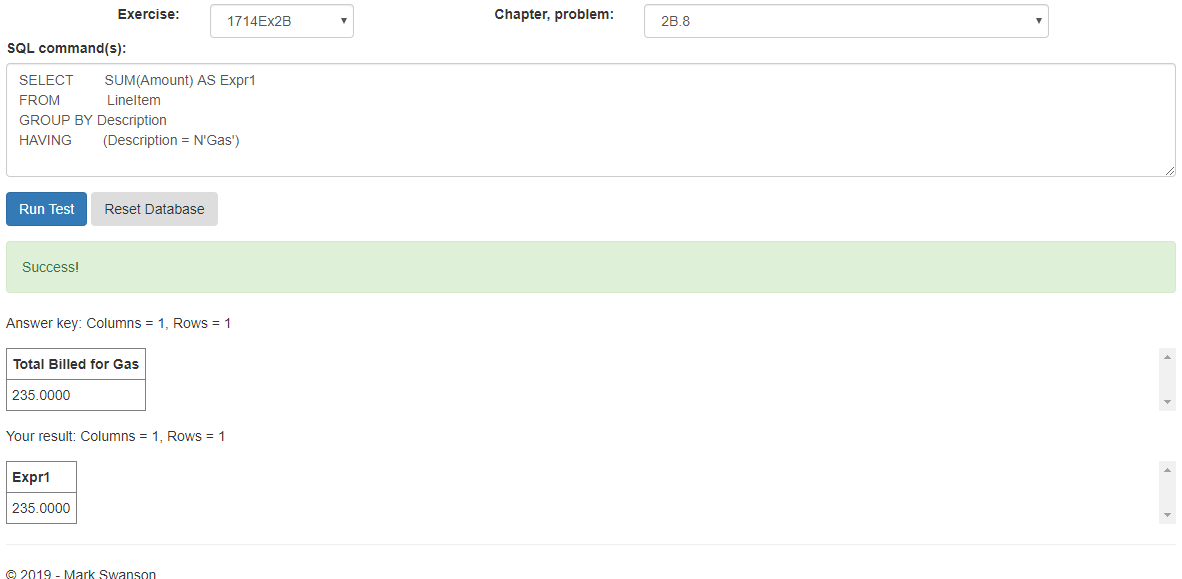 Exercise: 1714Ex2B Chapter, problem: 2B.8
SQL command(s):
SELECT SUM(Amount) AS Expr1
FROM LineItem
GROUP BY Description
HAVING (Description = N'Gas')
Run Test Reset Database
Success!
Answer key: Columns = 1, Rows = 1
Total Billed for Gas
235.0000
Your result: Columns = 1, Rows = 1
Expr1
235.0000
© 2019 - Mark Swanson